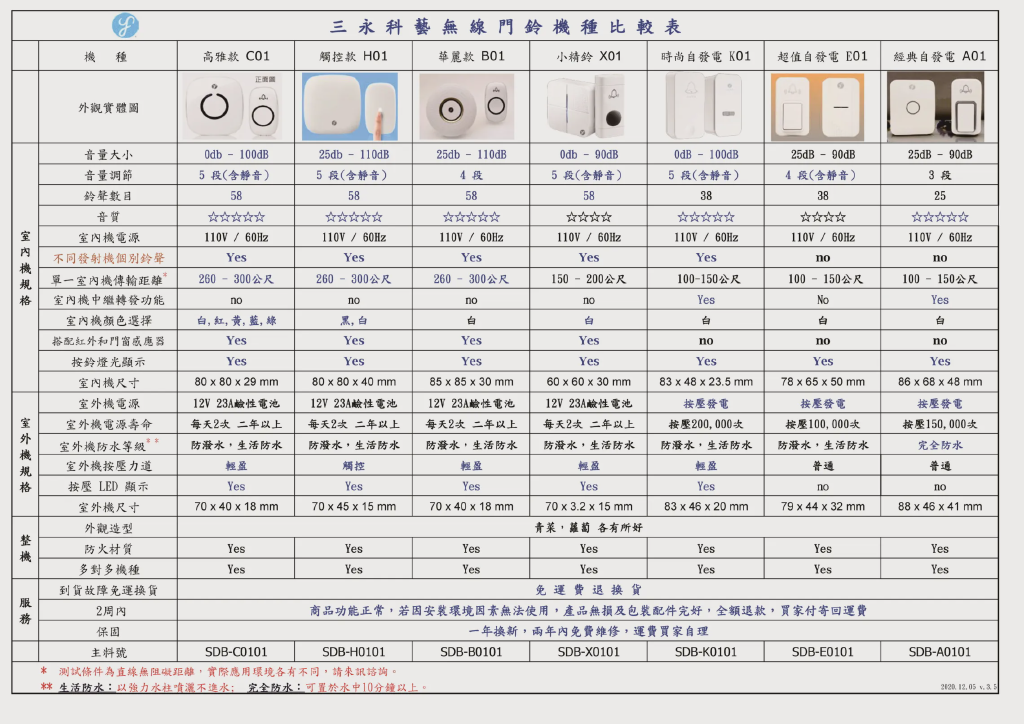 三永科藝無線門鈴機種比較表
機 種 高雅款 C01 觸控款 H01 華麗款 B01 小精鈴 X01 時尚自發電 K01 超值自發電 E01 經典自發電 A01
外觀實體圖 正面圖
室內機規格
音量大小 0db - 100dB 25db - 110dB 25db - 110dB 0db - 90dB 0dB - 100dB 25dB - 90dB 25dB - 90dB
音量調節 5 段(含靜音) 5 段(含靜音) 4 段 5 段(含靜音) 5 段(含靜音) 4 段(含靜音) 3 段
鈴聲數目 58 58 58 58 38 38 25
音質 ☆☆☆☆☆ ☆☆☆☆☆ ☆☆☆☆☆ ☆☆☆☆ ☆☆☆☆☆ ☆☆☆☆ ☆☆☆☆☆
室內機電源 110V / 60Hz 110V / 60Hz 110V / 60Hz 110V / 60Hz 110V / 60Hz 110V / 60Hz 110V / 60Hz
不同發射機個別鈴聲 Yes Yes Yes Yes Yes no no
單一室內機傳輸距離* 260 - 300公尺 260 - 300公尺 260 - 300公尺 150 - 200公尺 100-150公尺 100 - 150公尺 100 - 150公尺
室內機中繼轉發功能 no no no no Yes No Yes
室內機顏色選擇 白,紅,黃,藍,綠 黑,白 白 白 白 白 白
搭配紅外和門窗感應器 Yes Yes Yes Yes no no no
按鈴燈光顯示 Yes Yes Yes Yes Yes Yes Yes
室內機尺寸 80 x 80 x 29 mm 80 x 80 x 40 mm 85 x 85 x 30 mm 60 x 60 x 30 mm 83 x 48 x 23.5 mm 78 x 65 x 50 mm 86 x 68 x 48 mm
室外機規格
室外機電源 12V 23A鹼性電池 12V 23A鹼性電池 12V 23A鹼性電池 12V 23A鹼性電池 按壓發電 按壓發電 按壓發電
室外機電源壽命 每天2次 二年以上 每天2次 二年以上 每天2次 二年以上 每天2次 二年以上 按壓200,000次 按壓100,000次 按壓150,000次
室外機防水等級** 防潑水，生活防水 防潑水，生活防水 防潑水，生活防水 防潑水，生活防水 防潑水，生活防水 防潑水，生活防水 完全防水
室外機按壓力道 輕盈 觸控 輕盈 輕盈 輕盈 普通 普通
按壓 LED 顯示 Yes Yes Yes Yes Yes no no
室外機尺寸 70 x 40 x 18 mm 70 x 45 x 15 mm 70 x 40 x 18 mm 70 x 3.2 x 15 mm 83 x 46 x 20 mm 79 x 44 x 32 mm 88 x 46 x 41 mm
整機
外觀造型 青菜，蘿蔔 各有所好
防火材質 Yes Yes Yes Yes Yes Yes Yes
多對多機種 Yes Yes Yes Yes Yes Yes Yes
服務
到貨故障免運換貨 免運費退換貨
2周內 商品功能正常，若因安裝環境因素無法使用，產品無損及包裝配件完好，全額退款，買家付寄回運費
保固 一年換新，兩年內免費維修，運費買家自理
主料號 SDB-C0101 SDB-H0101 SDB-B0101 SDB-X0101 SDB-K0101 SDB-E0101 SDB-A0101
* 測試條件為直線無阻礙距離，實際應用環境各有不同，請來訊諮詢。
** 生活防水：以強力水柱噴灑不進水; 完全防水：可置於水中10分鐘以上。
2020.12.05 v.3.5